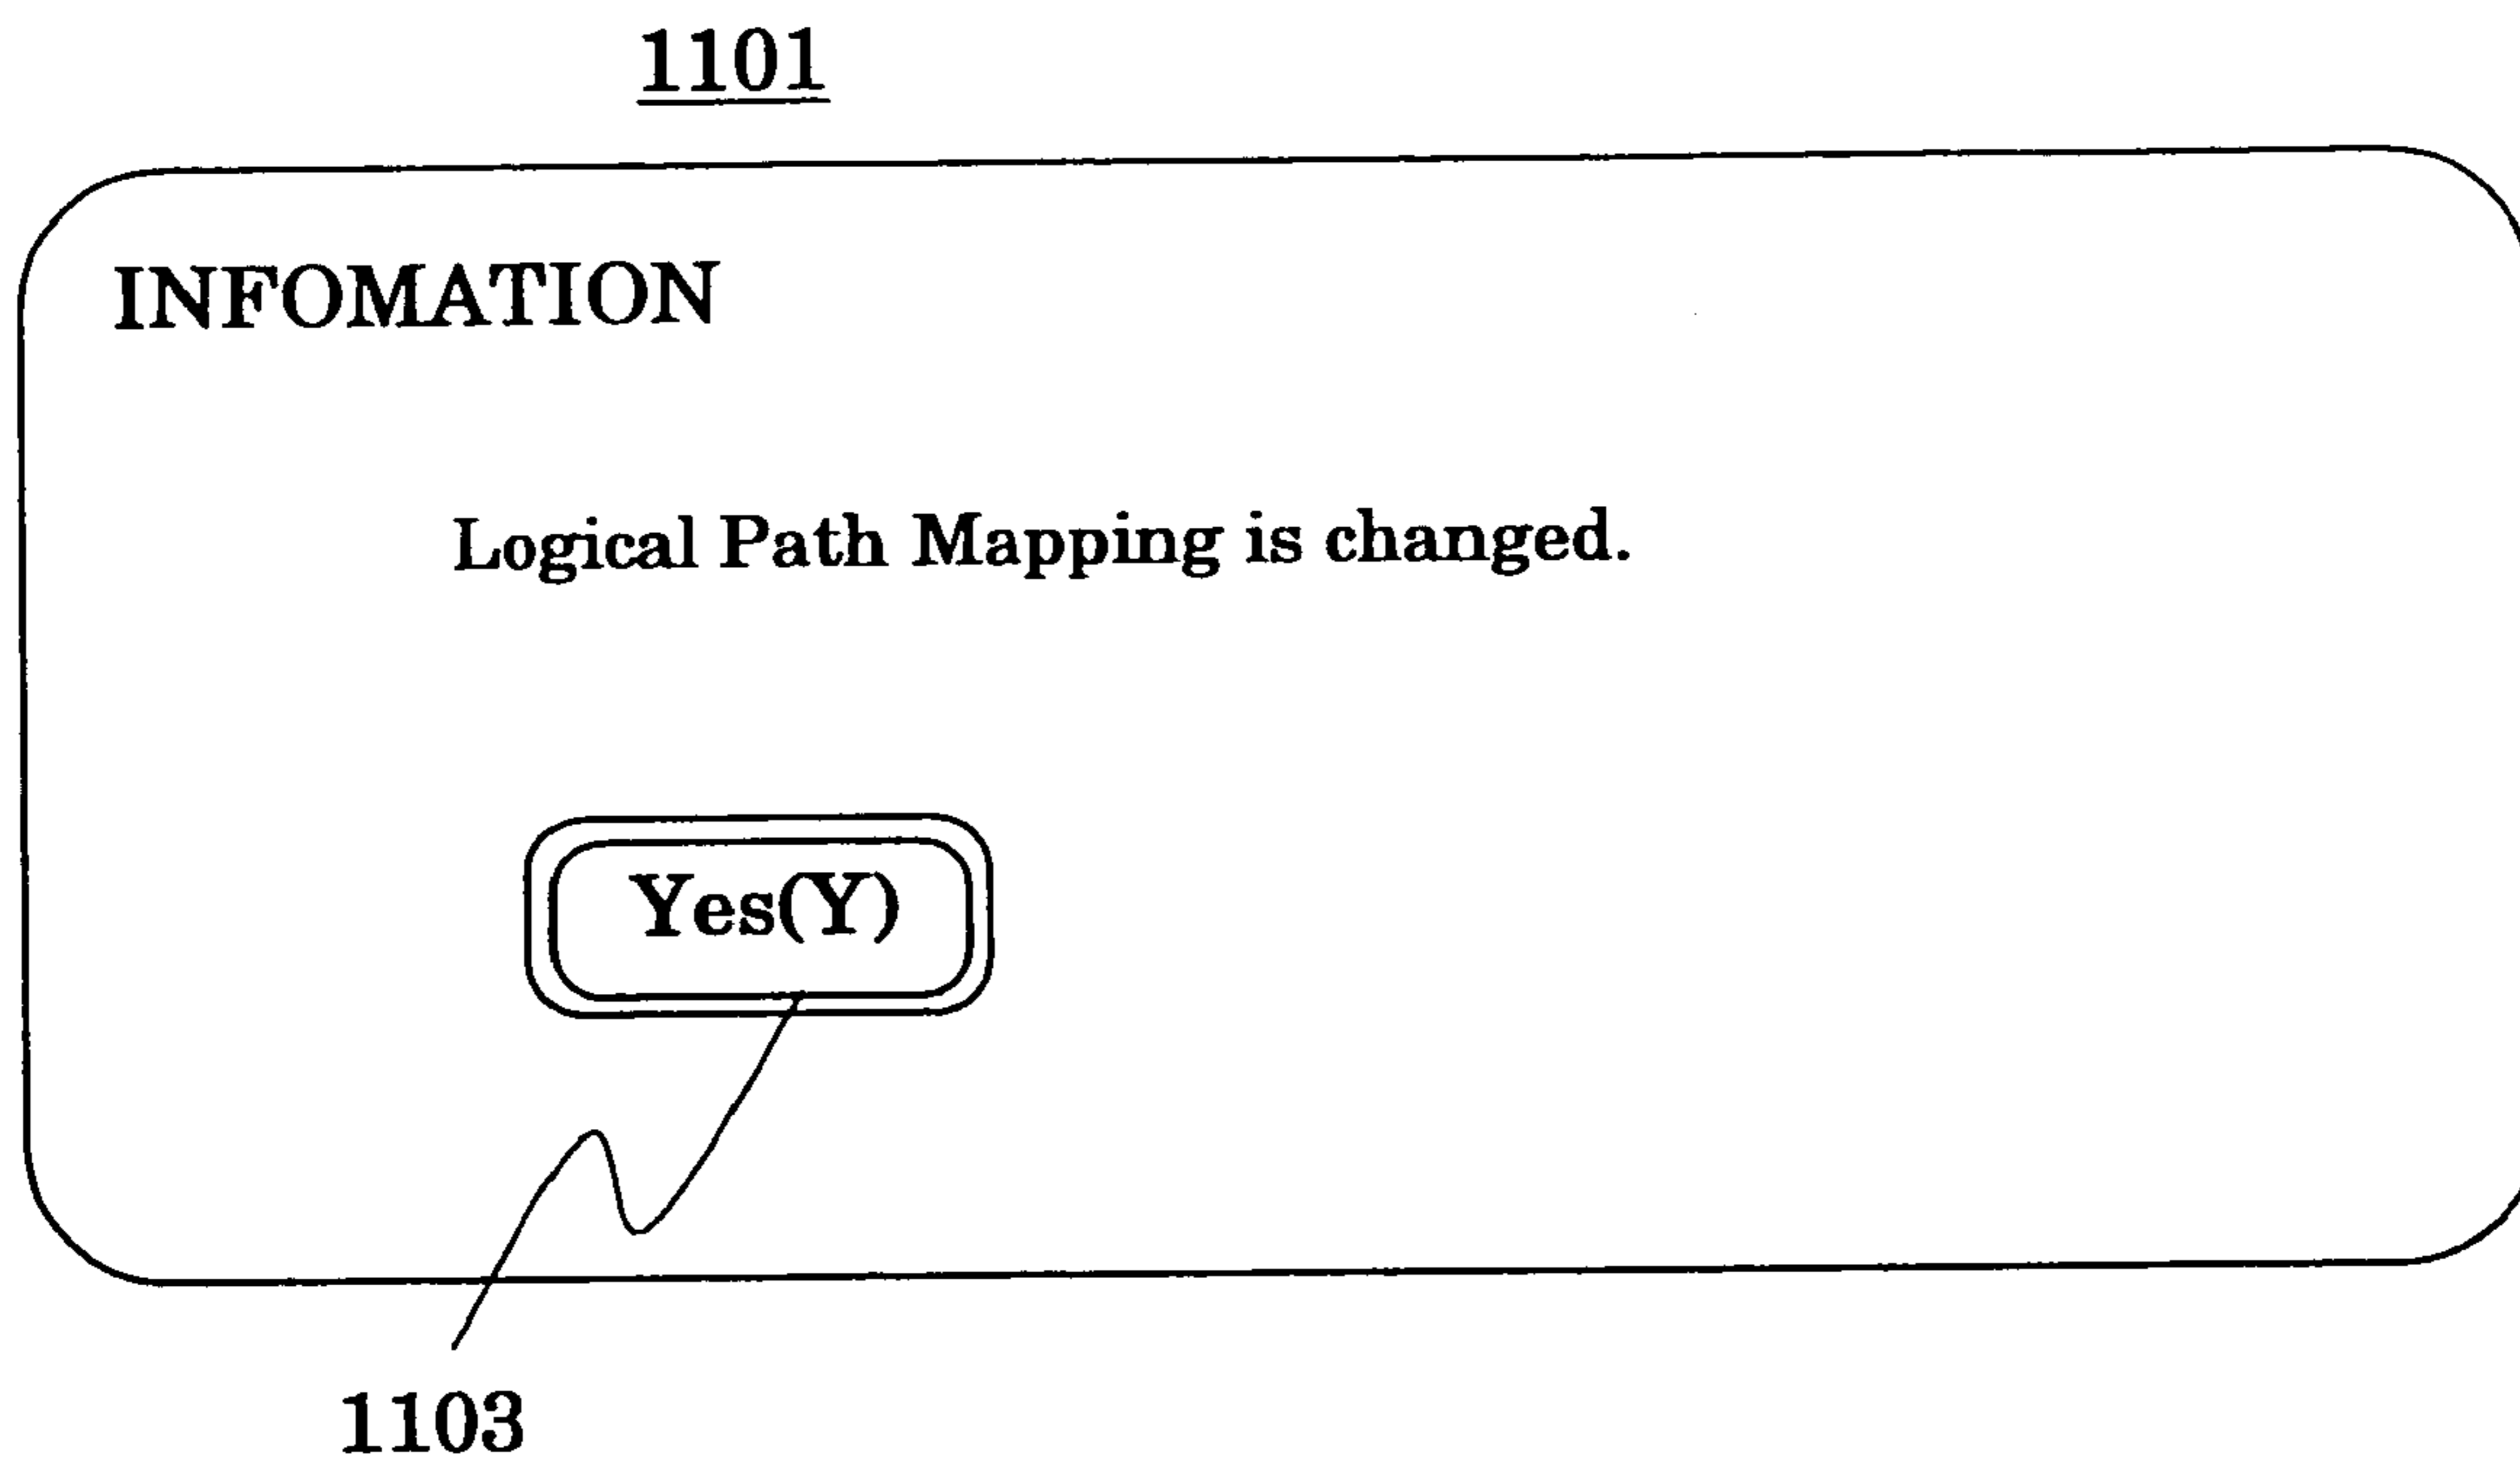 1101
INFOMATION
Logical Path Mapping is changed.
Yes(Y)
1103